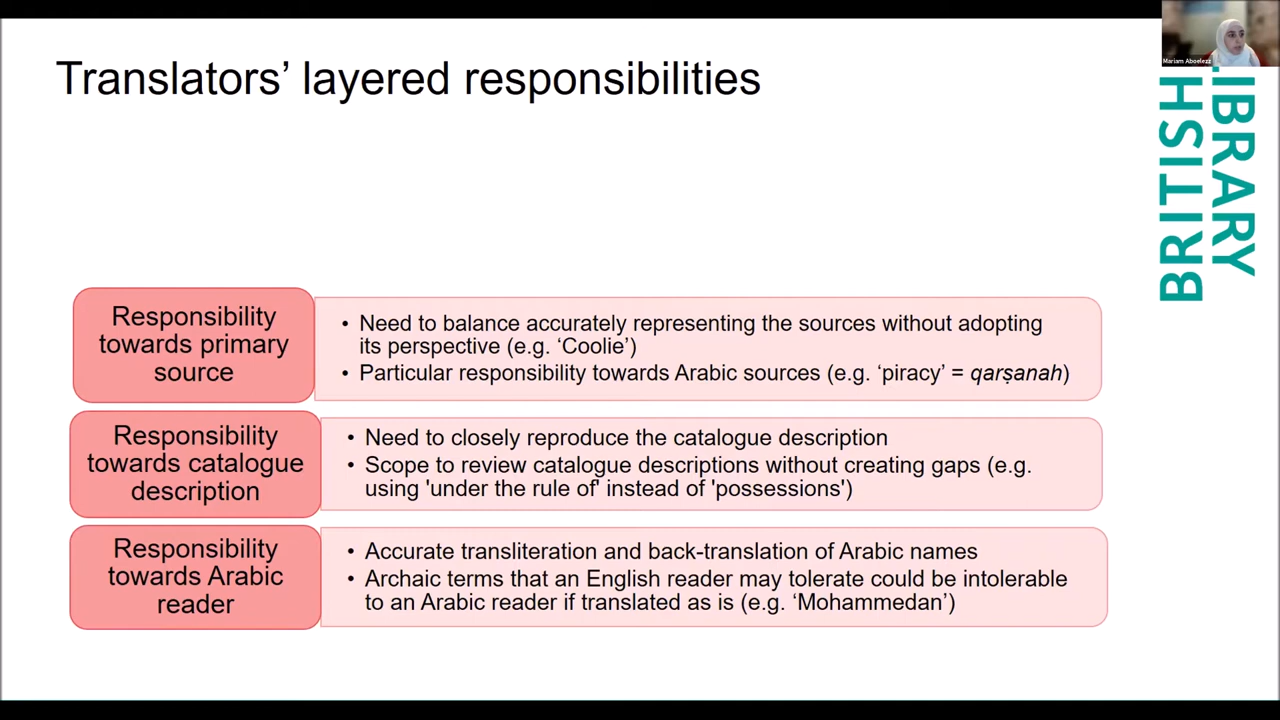 Translators’ layered responsibilities
Mariam Aboelezz
BRITISH
LIBRARY
Responsibility
towards primary
source
• Need to balance accurately representing the sources without adopting
its perspective (e.g. ‘Coolie’)
• Particular responsibility towards Arabic sources (e.g. ‘piracy’ = qarṣanah)
Responsibility
towards catalogue
description
• Need to closely reproduce the catalogue description
• Scope to review catalogue descriptions without creating gaps (e.g.
using 'under the rule of' instead of 'possessions')
Responsibility
towards Arabic
reader
• Accurate transliteration and back-translation of Arabic names
• Archaic terms that an English reader may tolerate could be intolerable
to an Arabic reader if translated as is (e.g. ‘Mohammedan’)